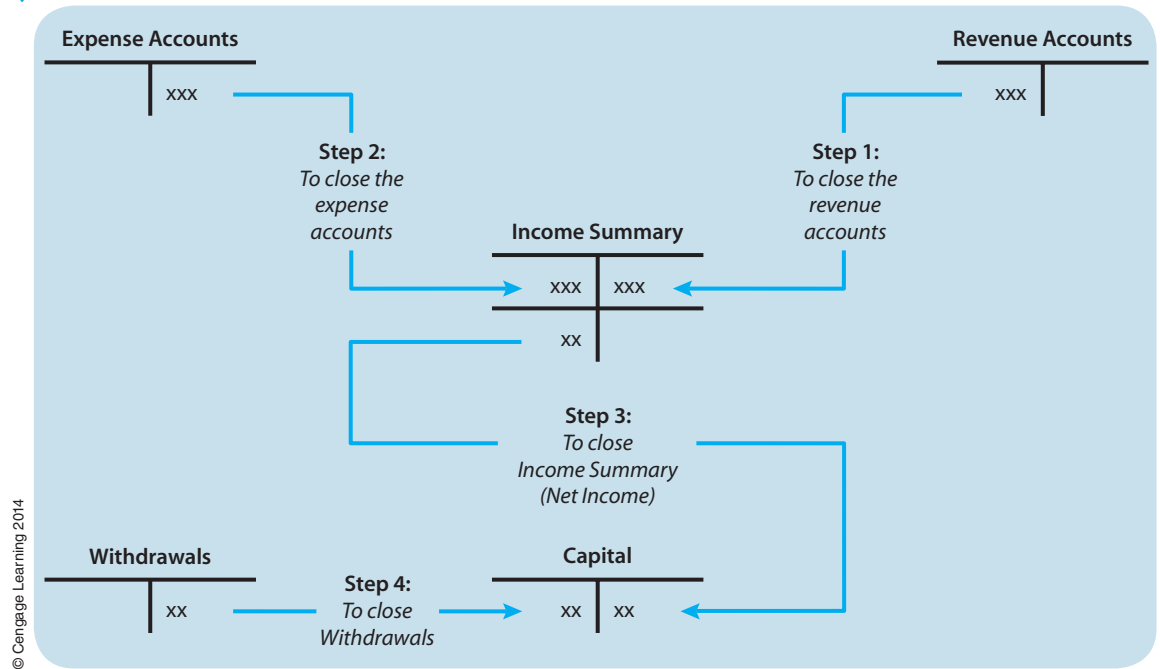 Expense Accounts
Revenue Accounts
xxx
xxx
Step 2:
To close the
expense
accounts
Step 1:
To close the
revenue
accounts
Income Summary
xxx xxx
xx
Step 3:
To close
Income Summary
(Net Income)
Withdrawals
xx
Step 4:
To close
Withdrawals
Capital
xx xx
© Cengage Learning 2014